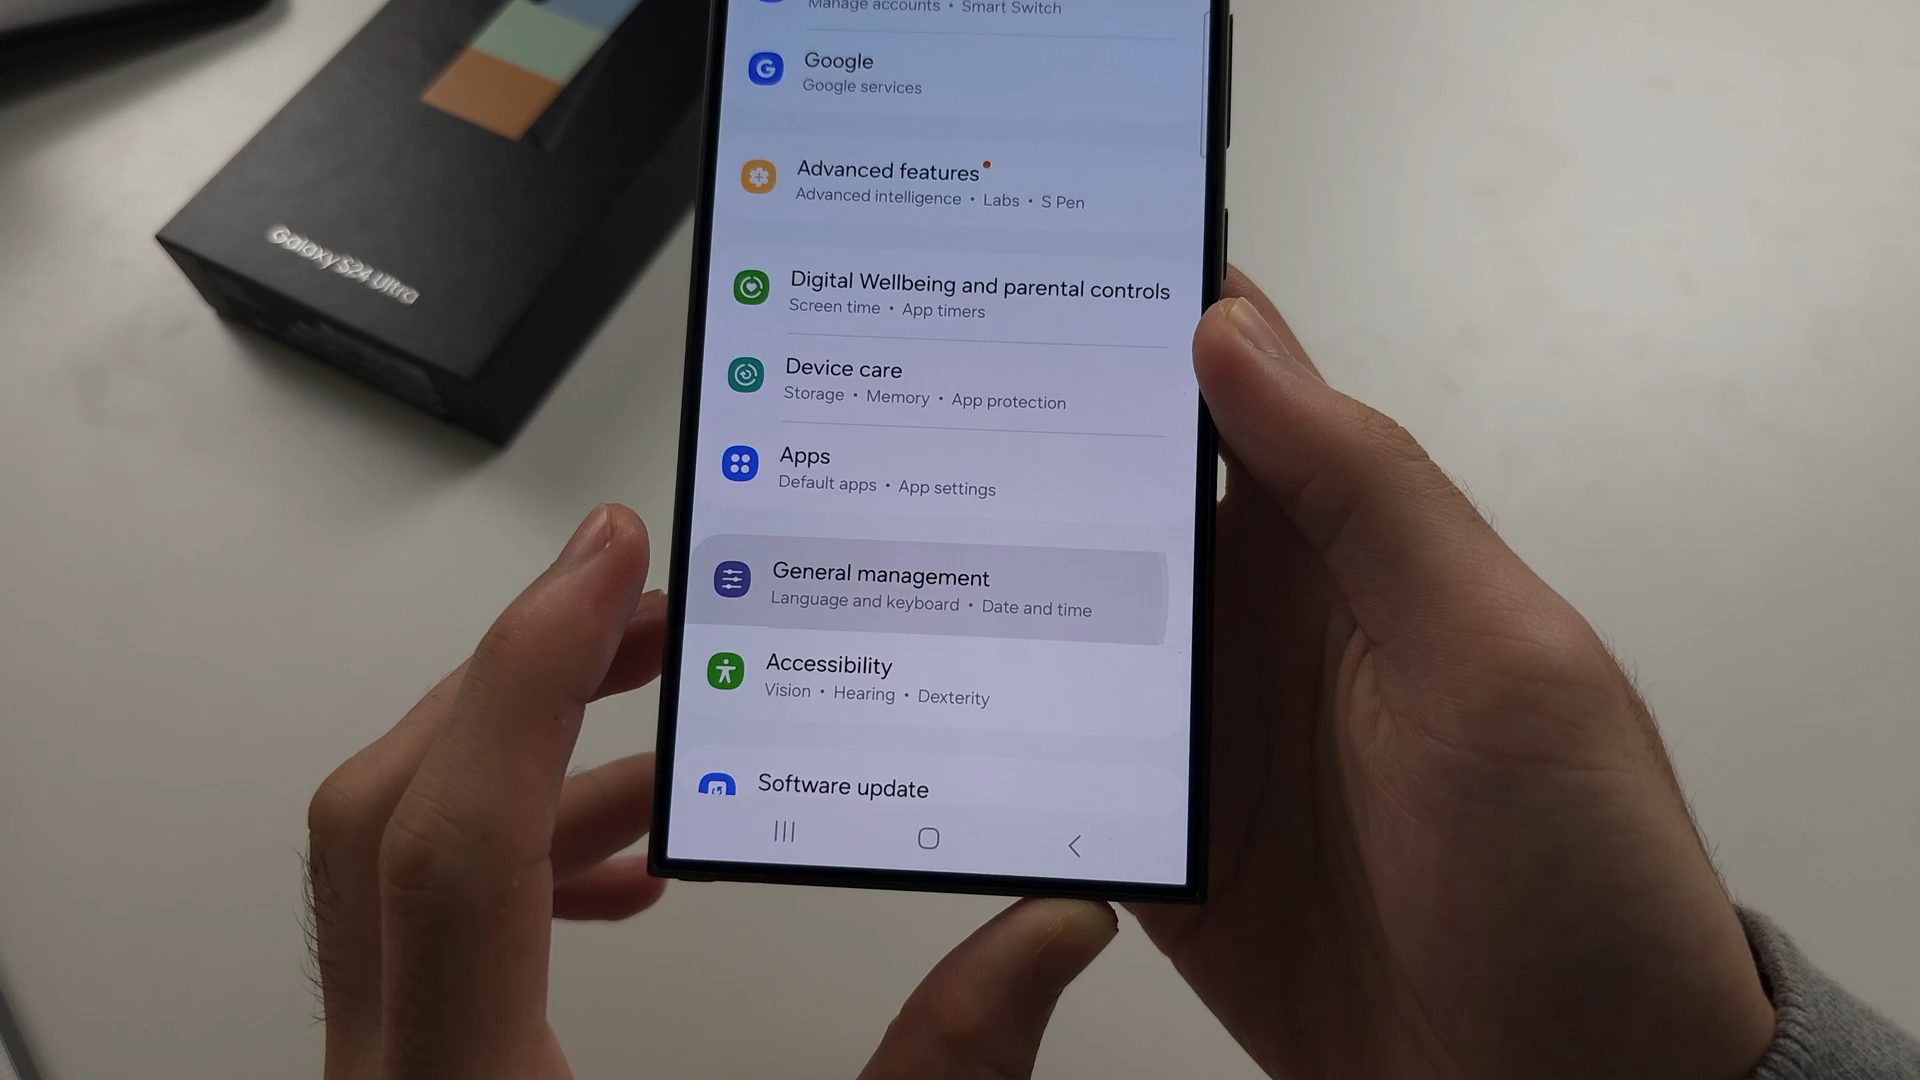 Manage accounts • Smart Switch
Google
Google services
Advanced features
Advanced intelligence • Labs • S Pen
Digital Wellbeing and parental controls
Screen time • App timers
Device care
Storage • Memory • App protection
Apps
Default apps • App settings
General management
Language and keyboard • Date and time
Accessibility
Vision • Hearing • Dexterity
Software update
Galaxy S24 Ultra